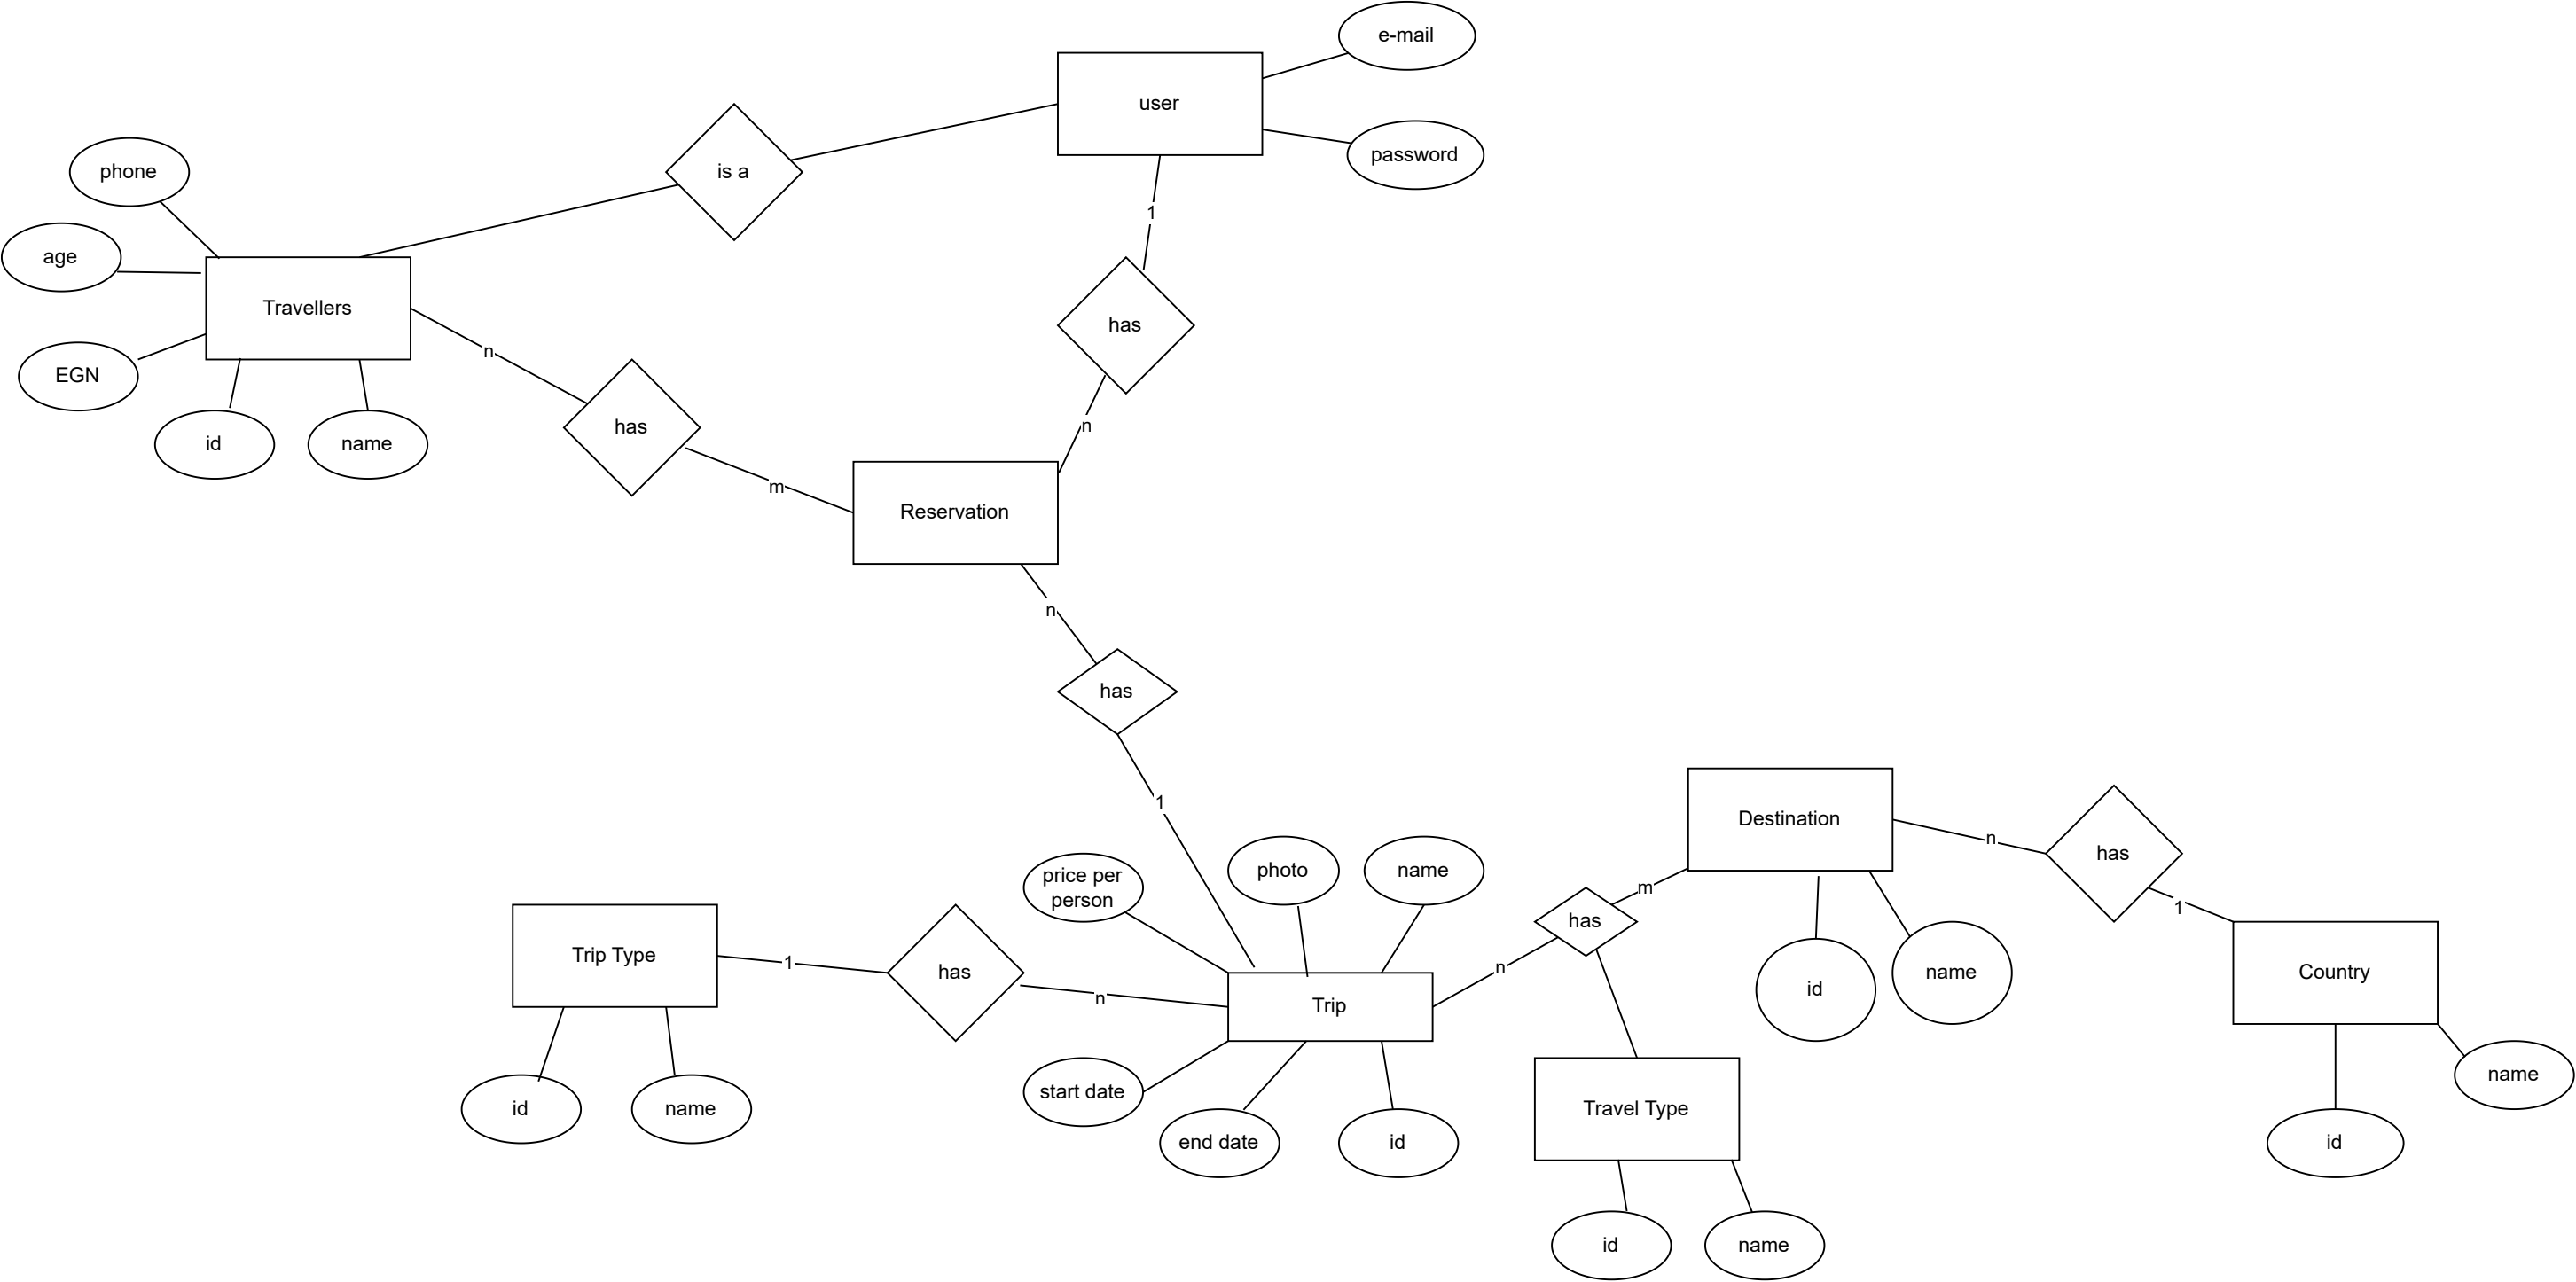 e-mail
user
password
is a
phone
1
age
Travellers
has
n
EGN
has
n
id
name
m
Reservation
n
has
1
Destination
n
has
price per
person
photo
name
m
1
has
Trip Type
1
has
n
n
Trip
id
name
Country
start date
end date
id
Travel Type
name
id
name
id
id
name